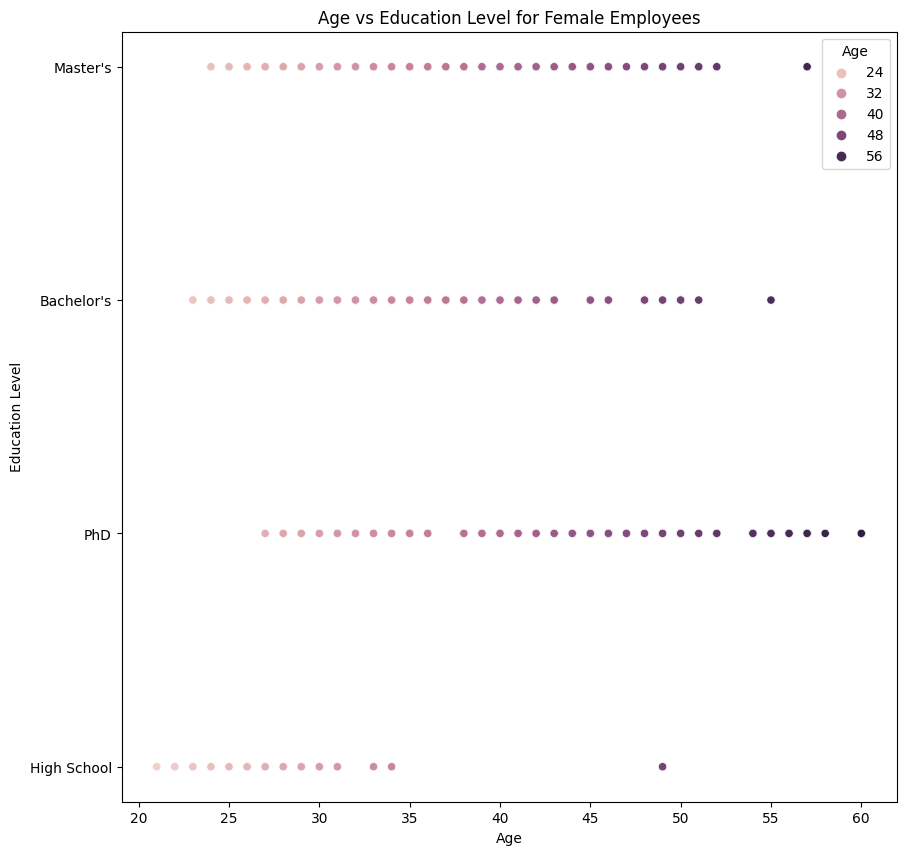 Age vs Education Level for Female Employees
Age
24
32
40
48
56
Education Level
Master's
Bachelor's
PhD
High School
20 25 30 35 40 45 50 55 60
Age